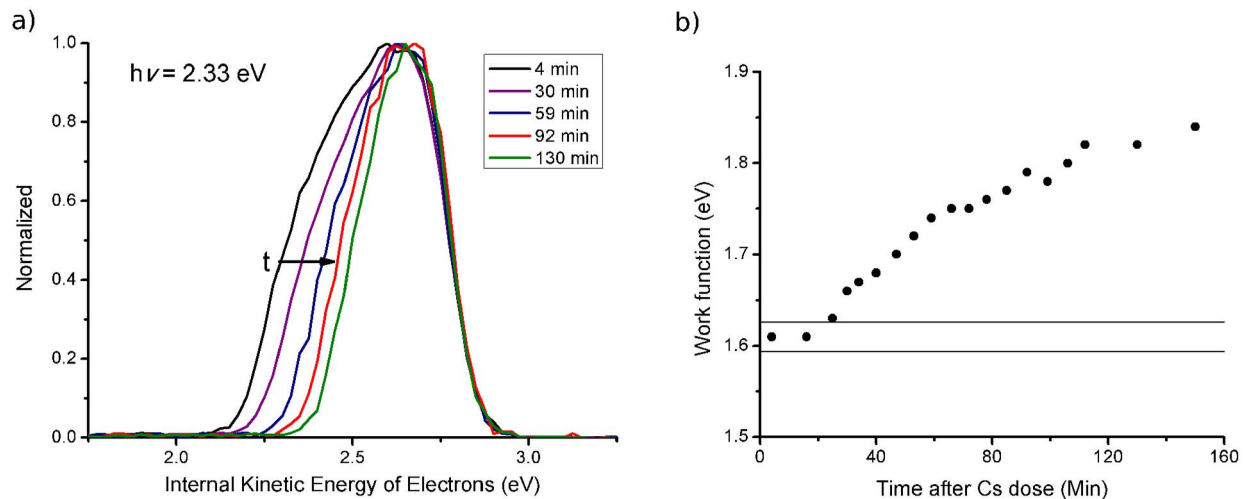 a)
hν = 2.33 eV
4 min
30 min
59 min
92 min
130 min
t
Normalized
1.0
0.8
0.6
0.4
0.2
0.0
2.0
2.5
3.0
Internal Kinetic Energy of Electrons (eV)
b)
Work function (eV)
1.9
1.8
1.7
1.6
1.5
0
40
80
120
160
Time after Cs dose (Min)